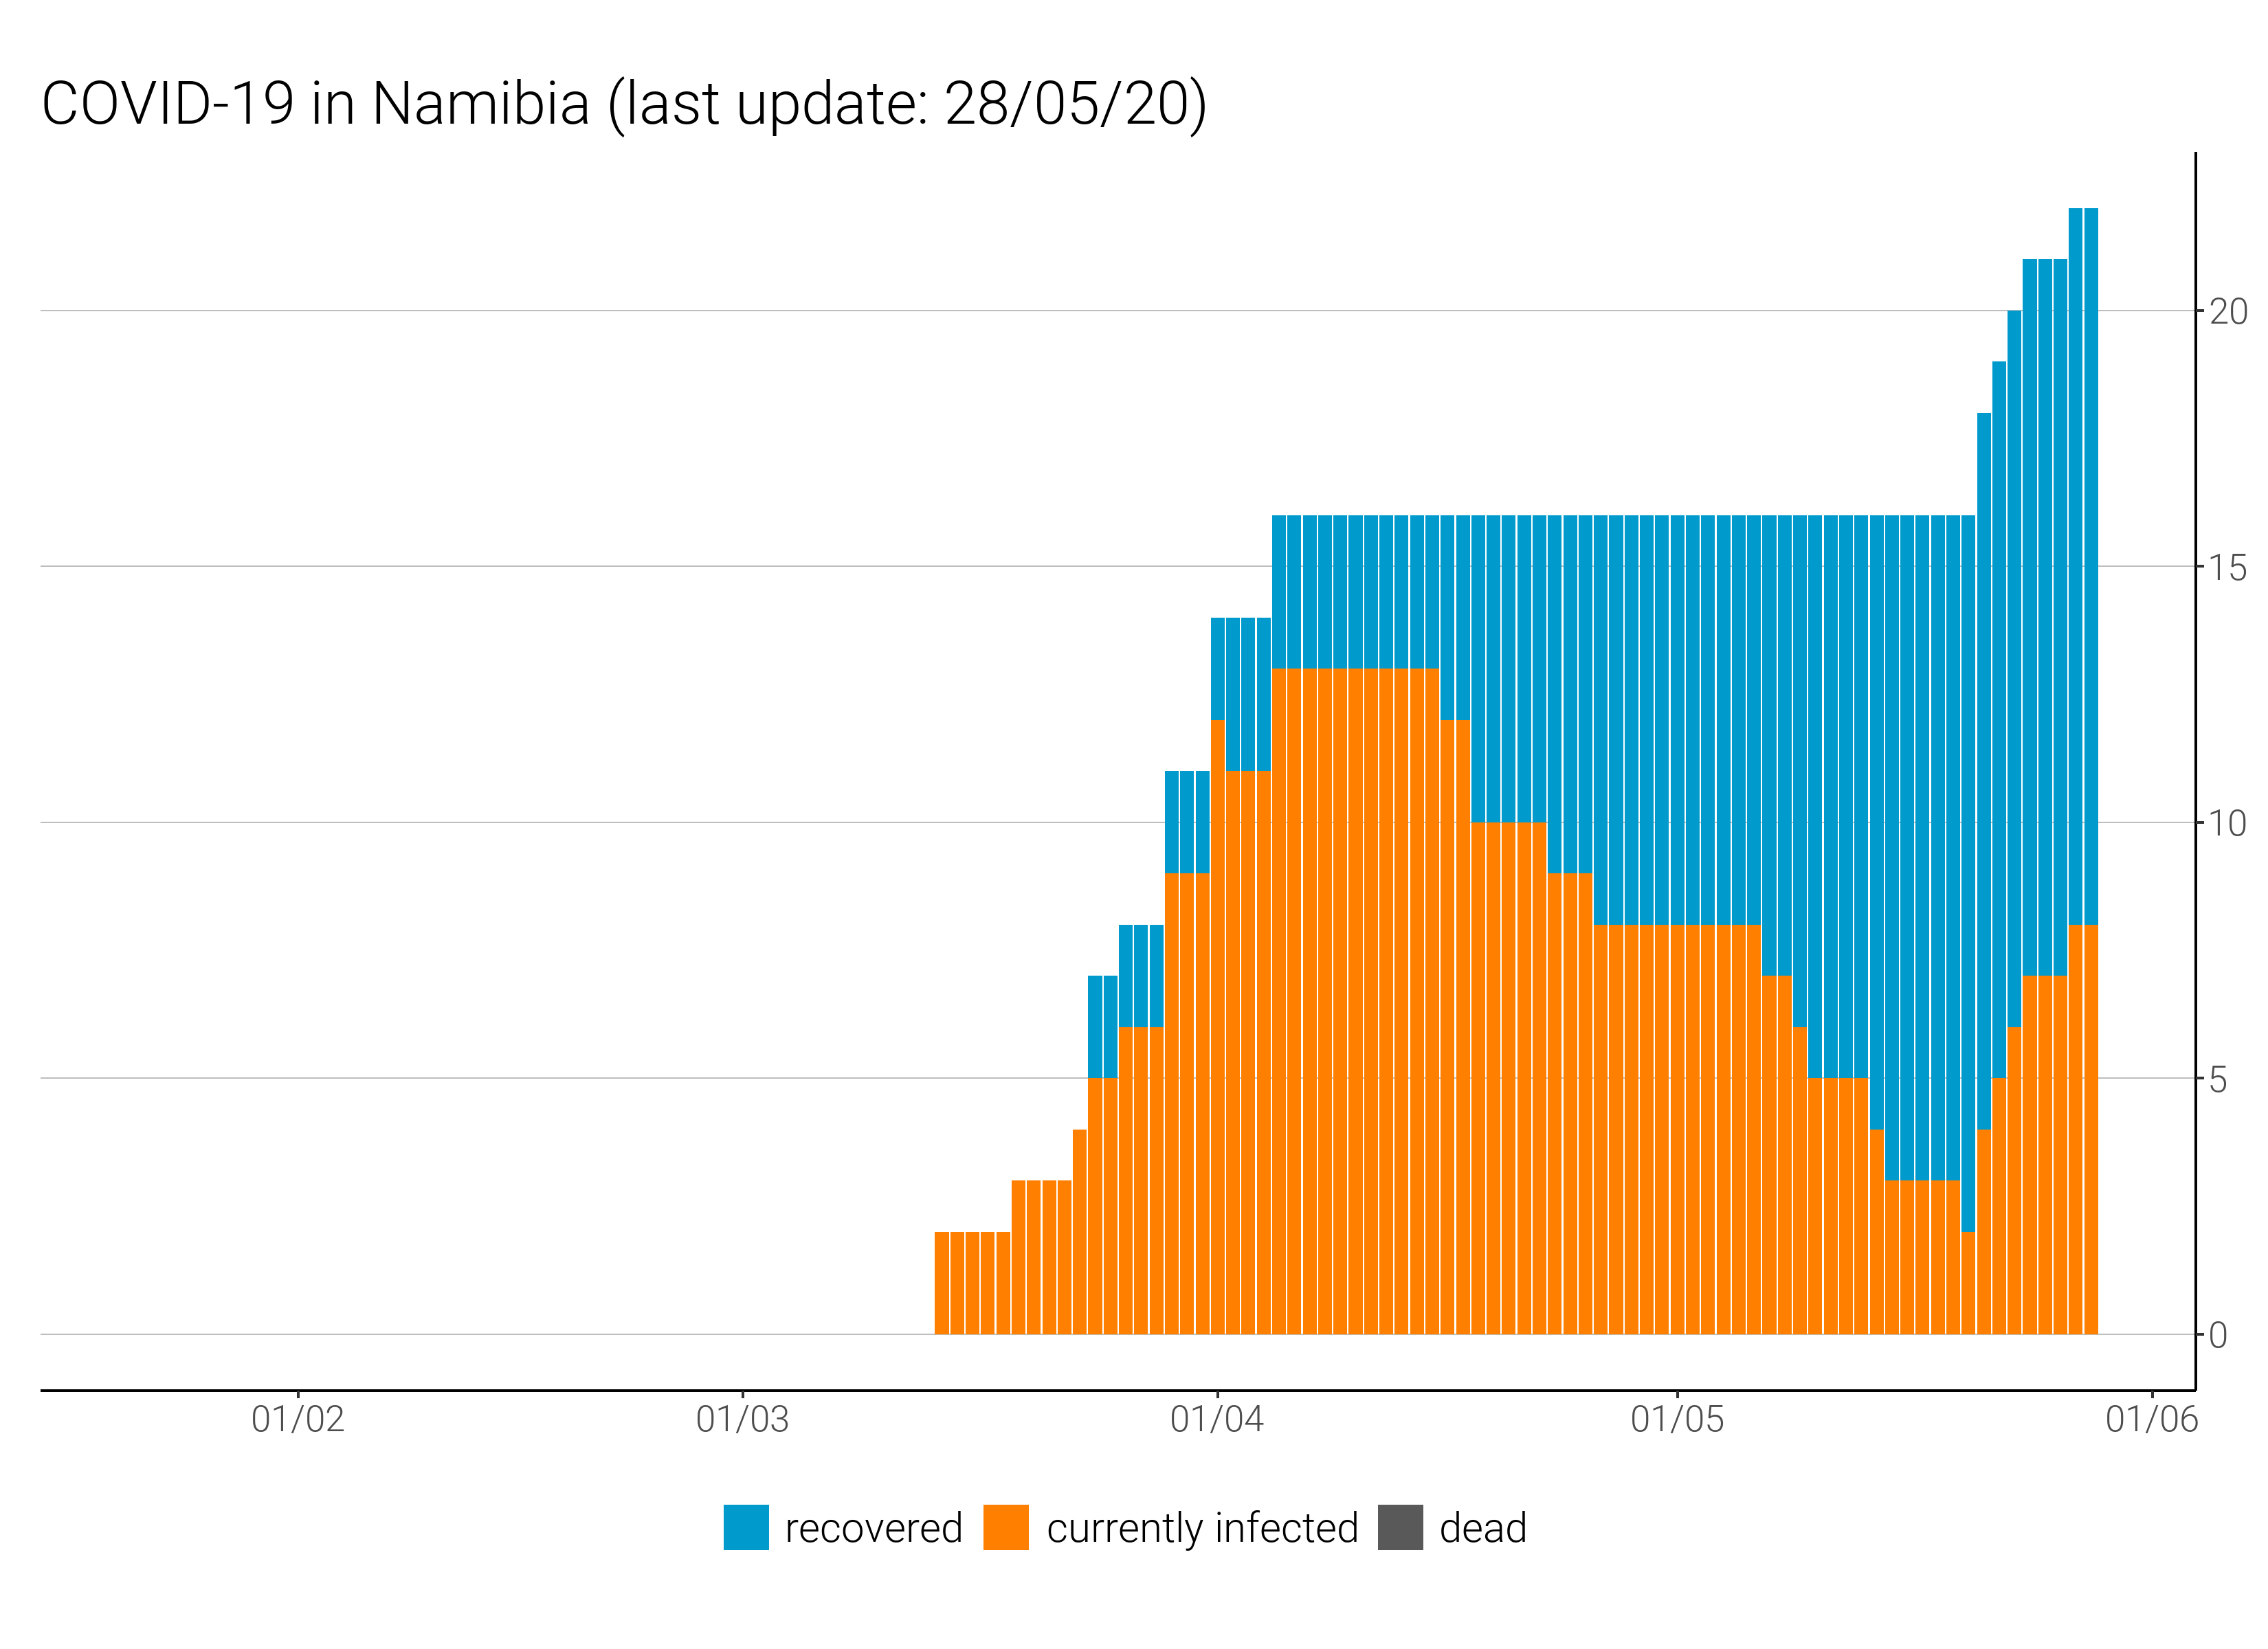 COVID-19 in Namibia (last update: 28/05/20)
20
15
10
5
0
01/02 01/03 01/04 01/05 01/06
recovered currently infected dead